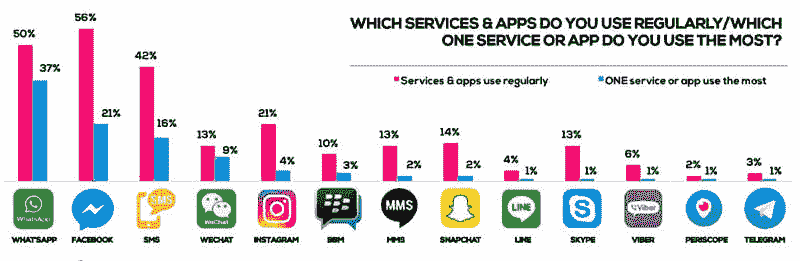 WHICH SERVICES & APPS DO YOU USE REGULARLY/WHICH
ONE SERVICE OR APP DO YOU USE THE MOST?
Services & apps use regularly
ONE service or app use the most
50% 37% 56% 21% 42% 16% 13% 9% 21% 4% 10% 3% 13% 2% 14% 2% 4% 1% 13% 1% 6% 1% 2% 1% 3% 1%
WhatsApp WeChat MMS LINE Viber
WHATSAPP FACEBOOK SMS WECHAT INSTAGRAM BBM MMS SNAPCHAT LINE SKYPE VIBER PERISCOPE TELEGRAM